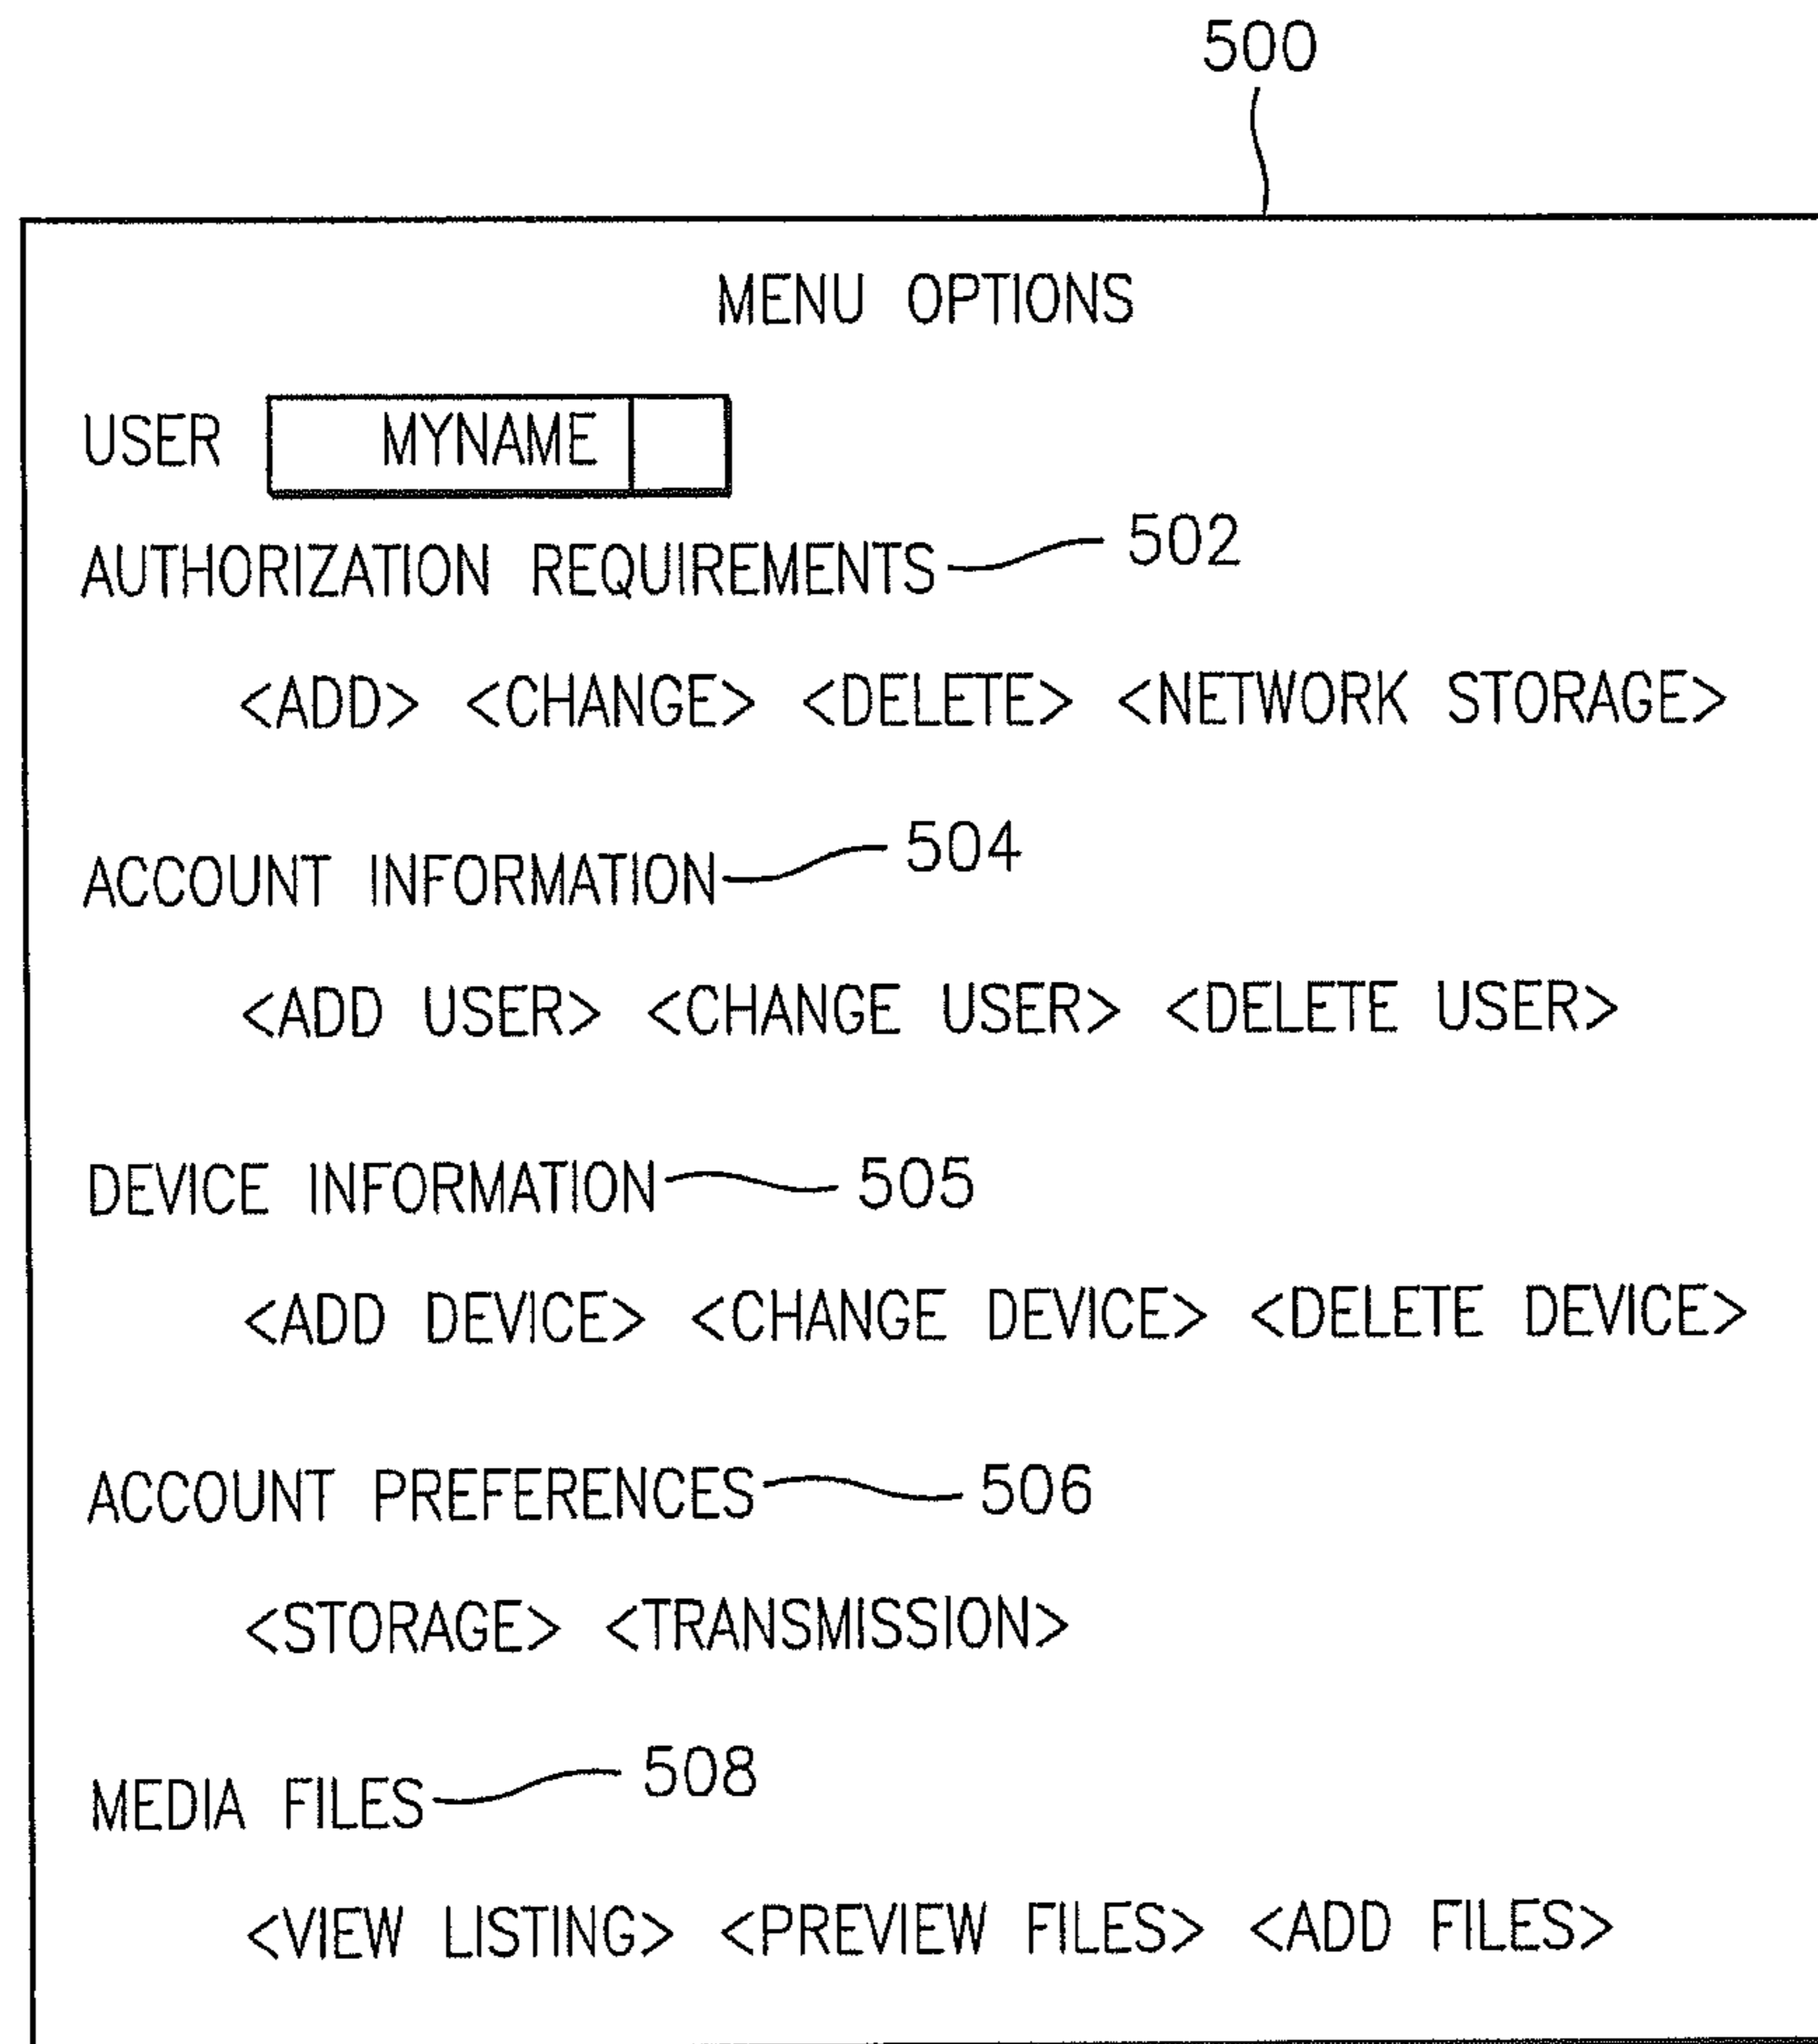 500
MENU OPTIONS
USER MYNAME
AUTHORIZATION REQUIREMENTS 502
<ADD> <CHANGE> <DELETE> <NETWORK STORAGE>
ACCOUNT INFORMATION 504
<ADD USER> <CHANGE USER> <DELETE USER>
DEVICE INFORMATION 505
<ADD DEVICE> <CHANGE DEVICE> <DELETE DEVICE>
ACCOUNT PREFERENCES 506
<STORAGE> <TRANSMISSION>
MEDIA FILES 508
<VIEW LISTING> <PREVIEW FILES> <ADD FILES>